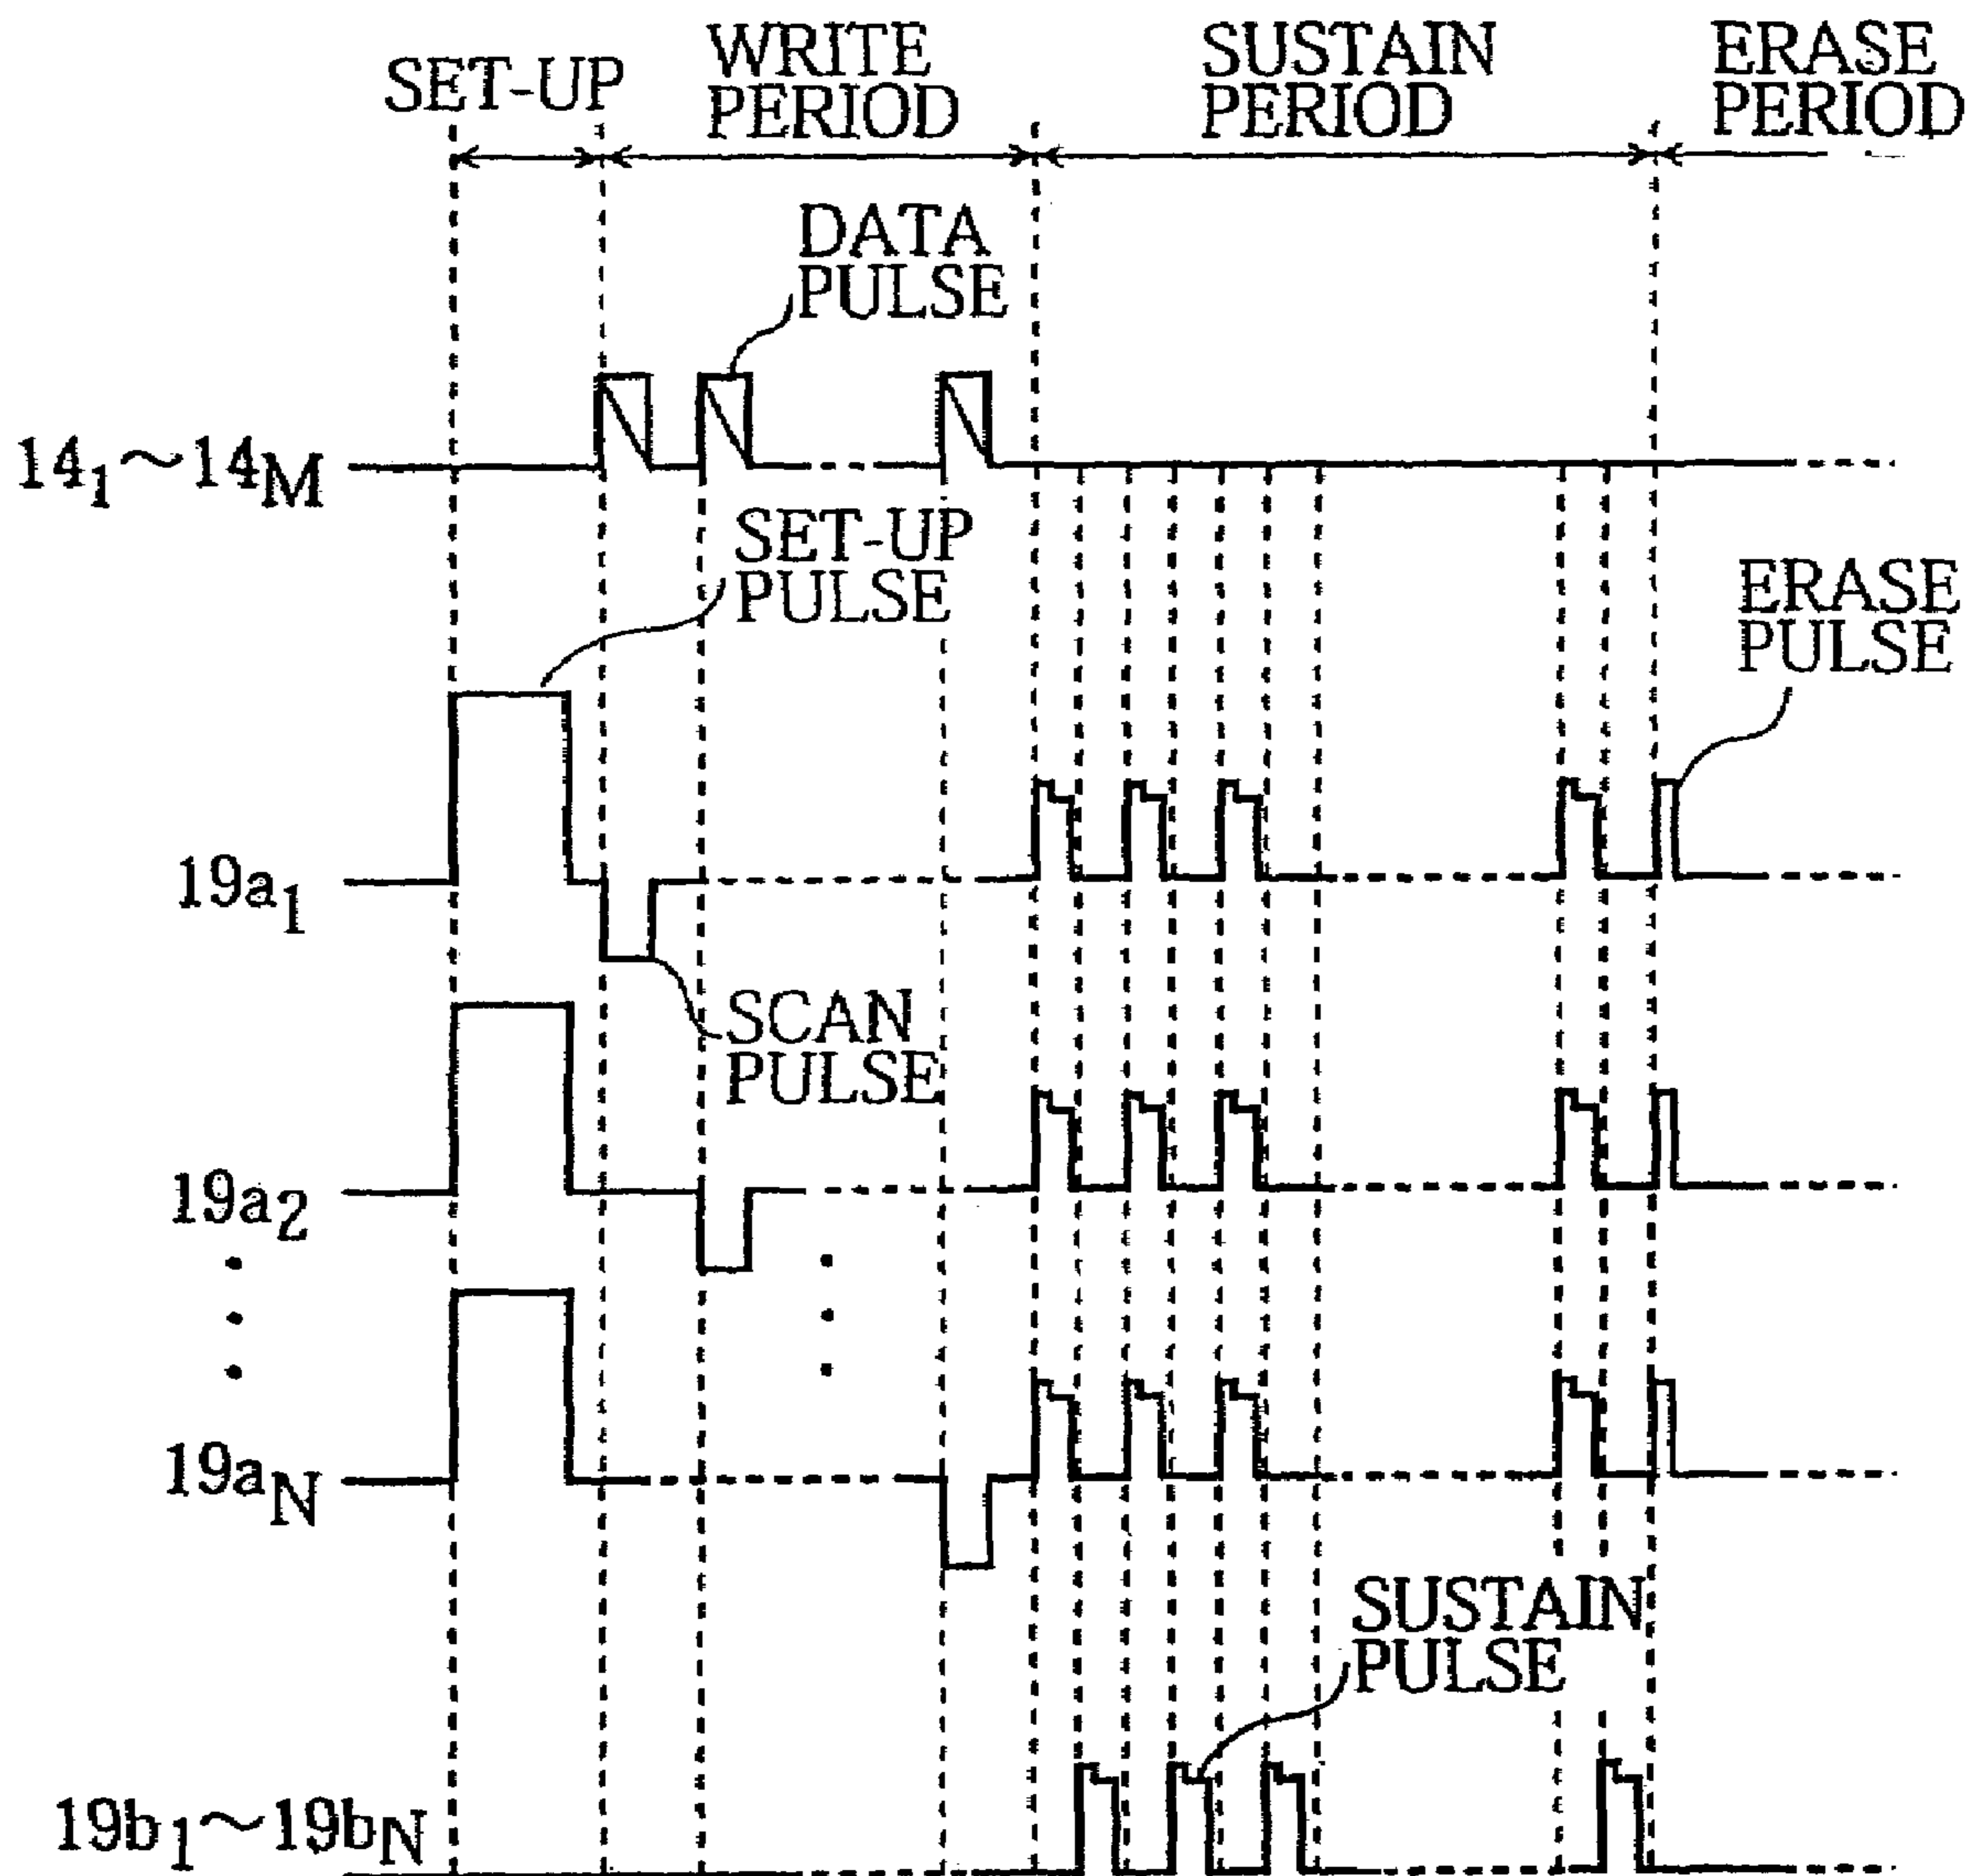 SET-UP
WRITE
PERIOD
SUSTAIN
PERIOD
ERASE
PERIOD
DATA
PULSE
14₁~14M
SET-UP
PULSE
ERASE
PULSE
19a₁
SCAN
PULSE
19a₂
19aN
SUSTAIN
PULSE
19b₁~19bN